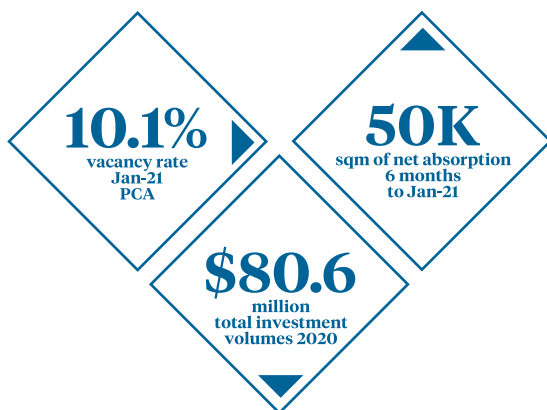 10.1%
vacancy rate
Jan-21
PCA
50K
sqm of net absorption
6 months
to Jan-21
$80.6
million
total investment
volumes 2020